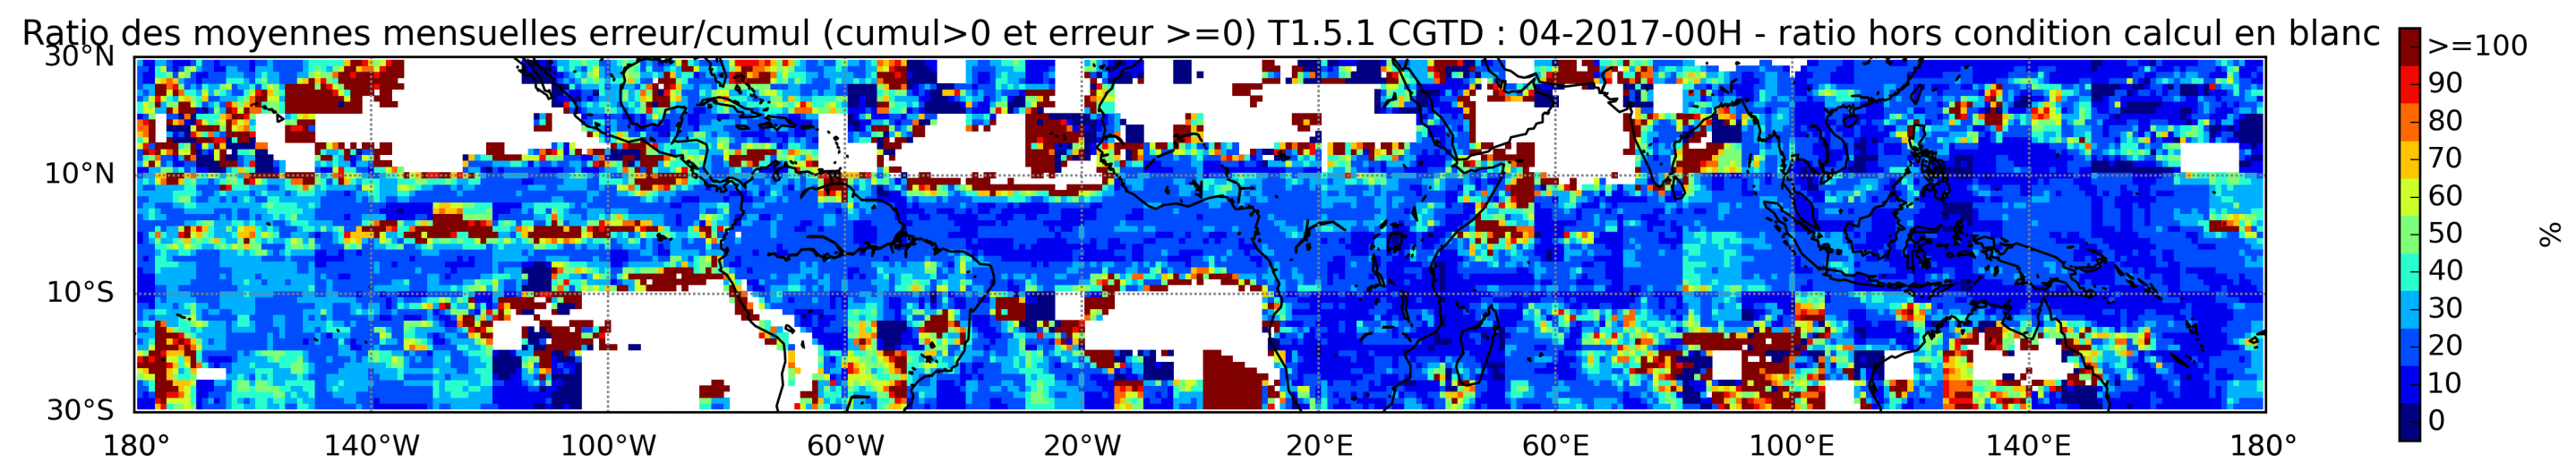 Ratio des moyennes mensuelles erreur/cumul (cumul>0 et erreur >=0) T1.5.1 CGTD : 04-2017-00H - ratio hors condition calcul en blanc
30°N
10°N
10°S
30°S
180°
140°W
100°W
60°W
20°W
20°E
60°E
100°E
140°E
180°
>=100
90
80
70
60
50
40
30
20
10
0
%